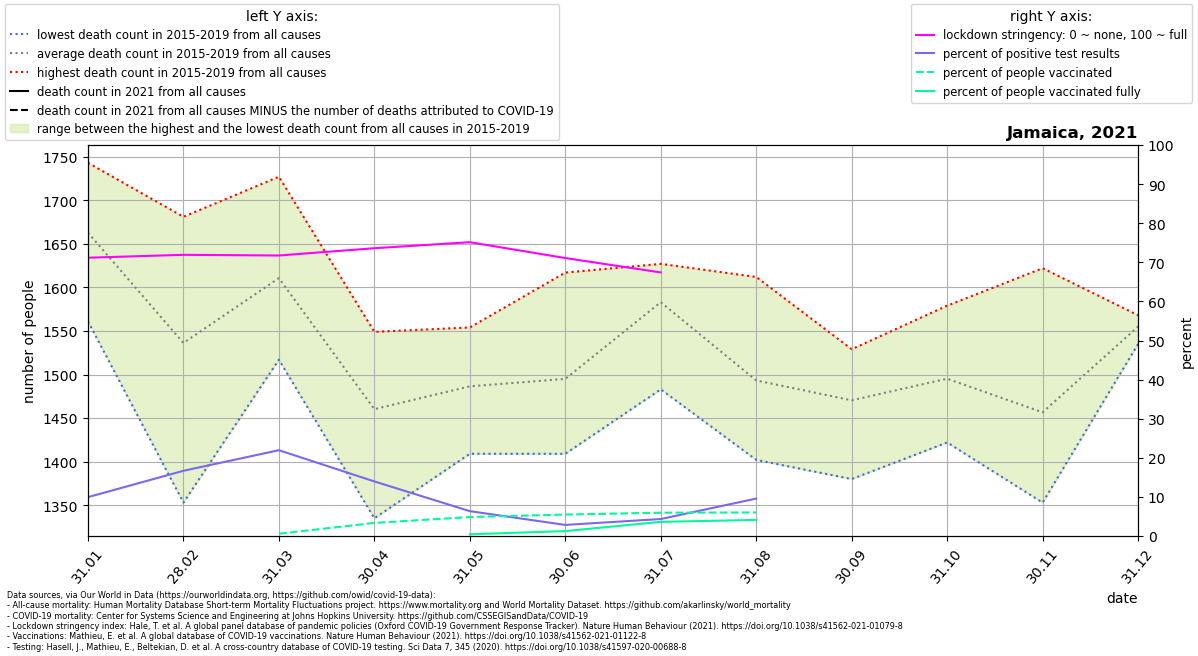 left Y axis:
lowest death count in 2015-2019 from all causes
average death count in 2015-2019 from all causes
highest death count in 2015-2019 from all causes
death count in 2021 from all causes
death count in 2021 from all causes MINUS the number of deaths attributed to COVID-19
range between the highest and the lowest death count from all causes in 2015-2019
right Y axis:
lockdown stringency: 0 ~ none, 100 ~ full
percent of positive test results
percent of people vaccinated
percent of people vaccinated fully
Jamaica, 2021
number of people
1750
1700
1650
1600
1550
1500
1450
1400
1350
100
90
80
70
60
50
40
30
20
10
0
percent
31.01
28.02
31.03
30.04
31.05
30.06
31.07
31.08
30.09
31.10
30.11
31.12
date
Data sources, via Our World in Data (https://ourworldindata.org, https://github.com/owid/covid-19-data):
- All-cause mortality: Human Mortality Database Short-term Mortality Fluctuations project. https://www.mortality.org and World Mortality Dataset. https://github.com/akarlinsky/world_mortality
- COVID-19 mortality: Center for Systems Science and Engineering at Johns Hopkins University. https://github.com/CSSEGISandData/COVID-19
- Lockdown stringency index: Hale, T. et al. A global panel database of pandemic policies (Oxford COVID-19 Government Response Tracker). Nature Human Behaviour (2021). https://doi.org/10.1038/s41562-021-01079-8
- Vaccinations: Mathieu, E. et al. A global database of COVID-19 vaccinations. Nature Human Behaviour (2021). https://doi.org/10.1038/s41562-021-01122-8
- Testing: Hasell, J., Mathieu, E., Beltekian, D. et al. A cross-country database of COVID-19 testing. Sci Data 7, 345 (2020). https://doi.org/10.1038/s41597-020-00688-8